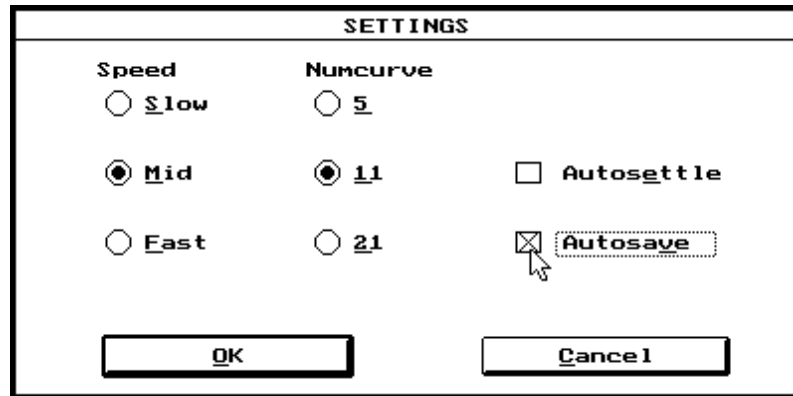 SETTINGS
Speed Numcurve
Slow 5
Mid 11 Autosettle
Fast 21 Autosave
OK Cancel